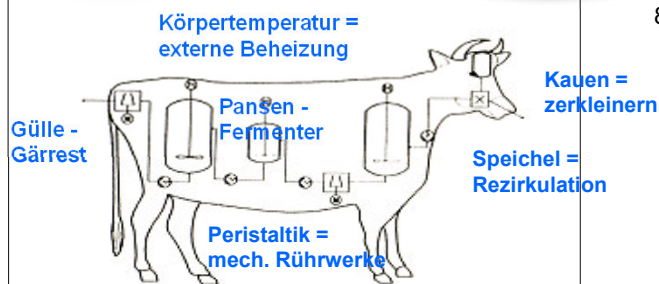 Körpertemperatur =
externe Beheizung
Kauen =
zerkleinern
Pansen -
Fermenter
Gülle -
Gärrest
Speichel =
Rezirkulation
Peristaltik =
mech. Rührwerke